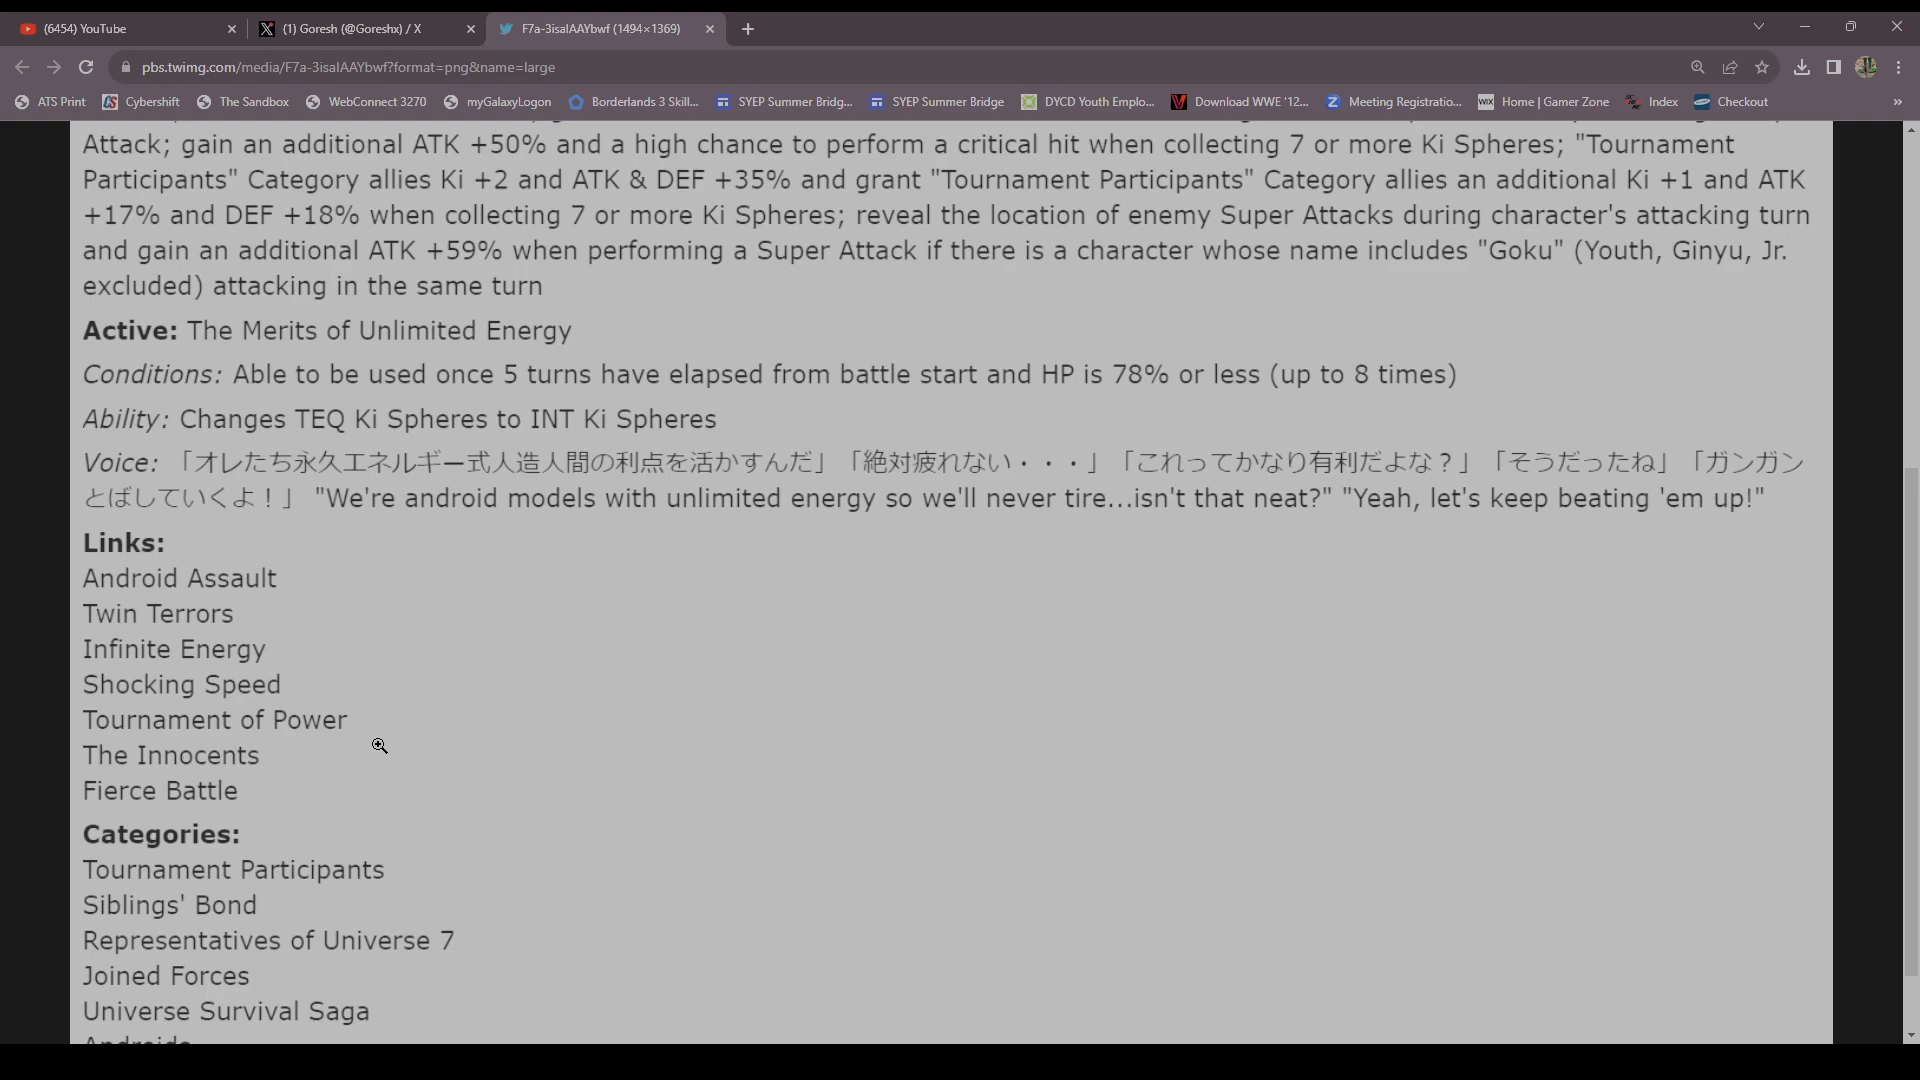 (6454) YouTube
(1) Goresh (@Goreshx) / X
F7a-3isaIAAYbwf (1494×1369)
pbs.twimg.com/media/F7a-3isaIAAYbwf?format=png&name=large
ATS Print
Cybershift
The Sandbox
WebConnect 3270
myGalaxyLogon
Borderlands 3 Skill...
SYEP Summer Bridg...
SYEP Summer Bridge
DYCD Youth Emplo...
Download WWE '12...
Meeting Registratio...
WIX Home | Gamer Zone
Index
Checkout
Attack; gain an additional ATK +50% and a high chance to perform a critical hit when collecting 7 or more Ki Spheres; "Tournament
Participants" Category allies Ki +2 and ATK & DEF +35% and grant "Tournament Participants" Category allies an additional Ki +1 and ATK
+17% and DEF +18% when collecting 7 or more Ki Spheres; reveal the location of enemy Super Attacks during character's attacking turn
and gain an additional ATK +59% when performing a Super Attack if there is a character whose name includes "Goku" (Youth, Ginyu, Jr.
excluded) attacking in the same turn
Active: The Merits of Unlimited Energy
Conditions: Able to be used once 5 turns have elapsed from battle start and HP is 78% or less (up to 8 times)
Ability: Changes TEQ Ki Spheres to INT Ki Spheres
Voice: 「オレたち永久エネルギー式人造人間の利点を活かすんだ」「絶対疲れない・・・」「これってかなり有利だよな？」「そうだったね」「ガンガン
とばしていくよ！」 "We're android models with unlimited energy so we'll never tire...isn't that neat?" "Yeah, let's keep beating 'em up!"
Links:
Android Assault
Twin Terrors
Infinite Energy
Shocking Speed
Tournament of Power
The Innocents
Fierce Battle
Categories:
Tournament Participants
Siblings' Bond
Representatives of Universe 7
Joined Forces
Universe Survival Saga